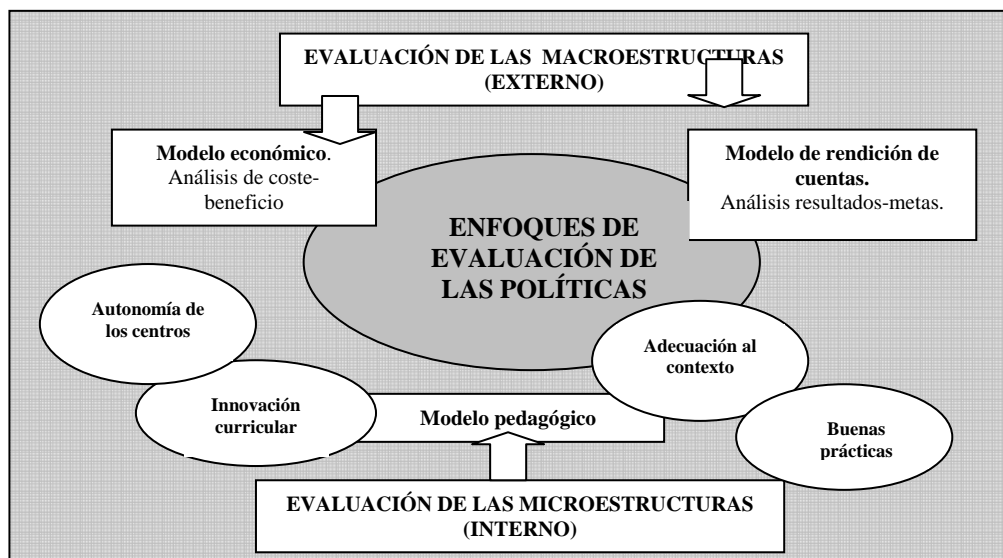 EVALUACIÓN DE LAS MACROESTRUCTURAS
(EXTERNO)
Modelo económico.
Análisis de coste-
beneficio
Modelo de rendición de
cuentas.
Análisis resultados-metas.
ENFOQUES DE
EVALUACIÓN DE
LAS POLÍTICAS
Autonomía de
los centros
Adecuación al
contexto
Innovación
curricular
Modelo pedagógico
Buenas
prácticas
EVALUACIÓN DE LAS MICROESTRUCTURAS
(INTERNO)